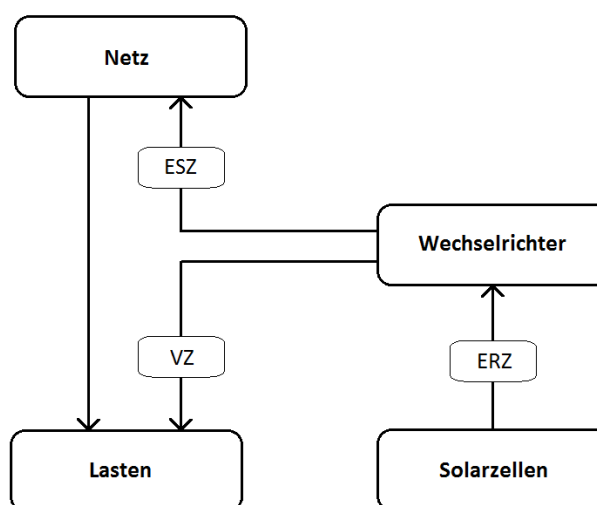 Netz
ESZ
Wechselrichter
VZ
ERZ
Lasten
Solarzellen